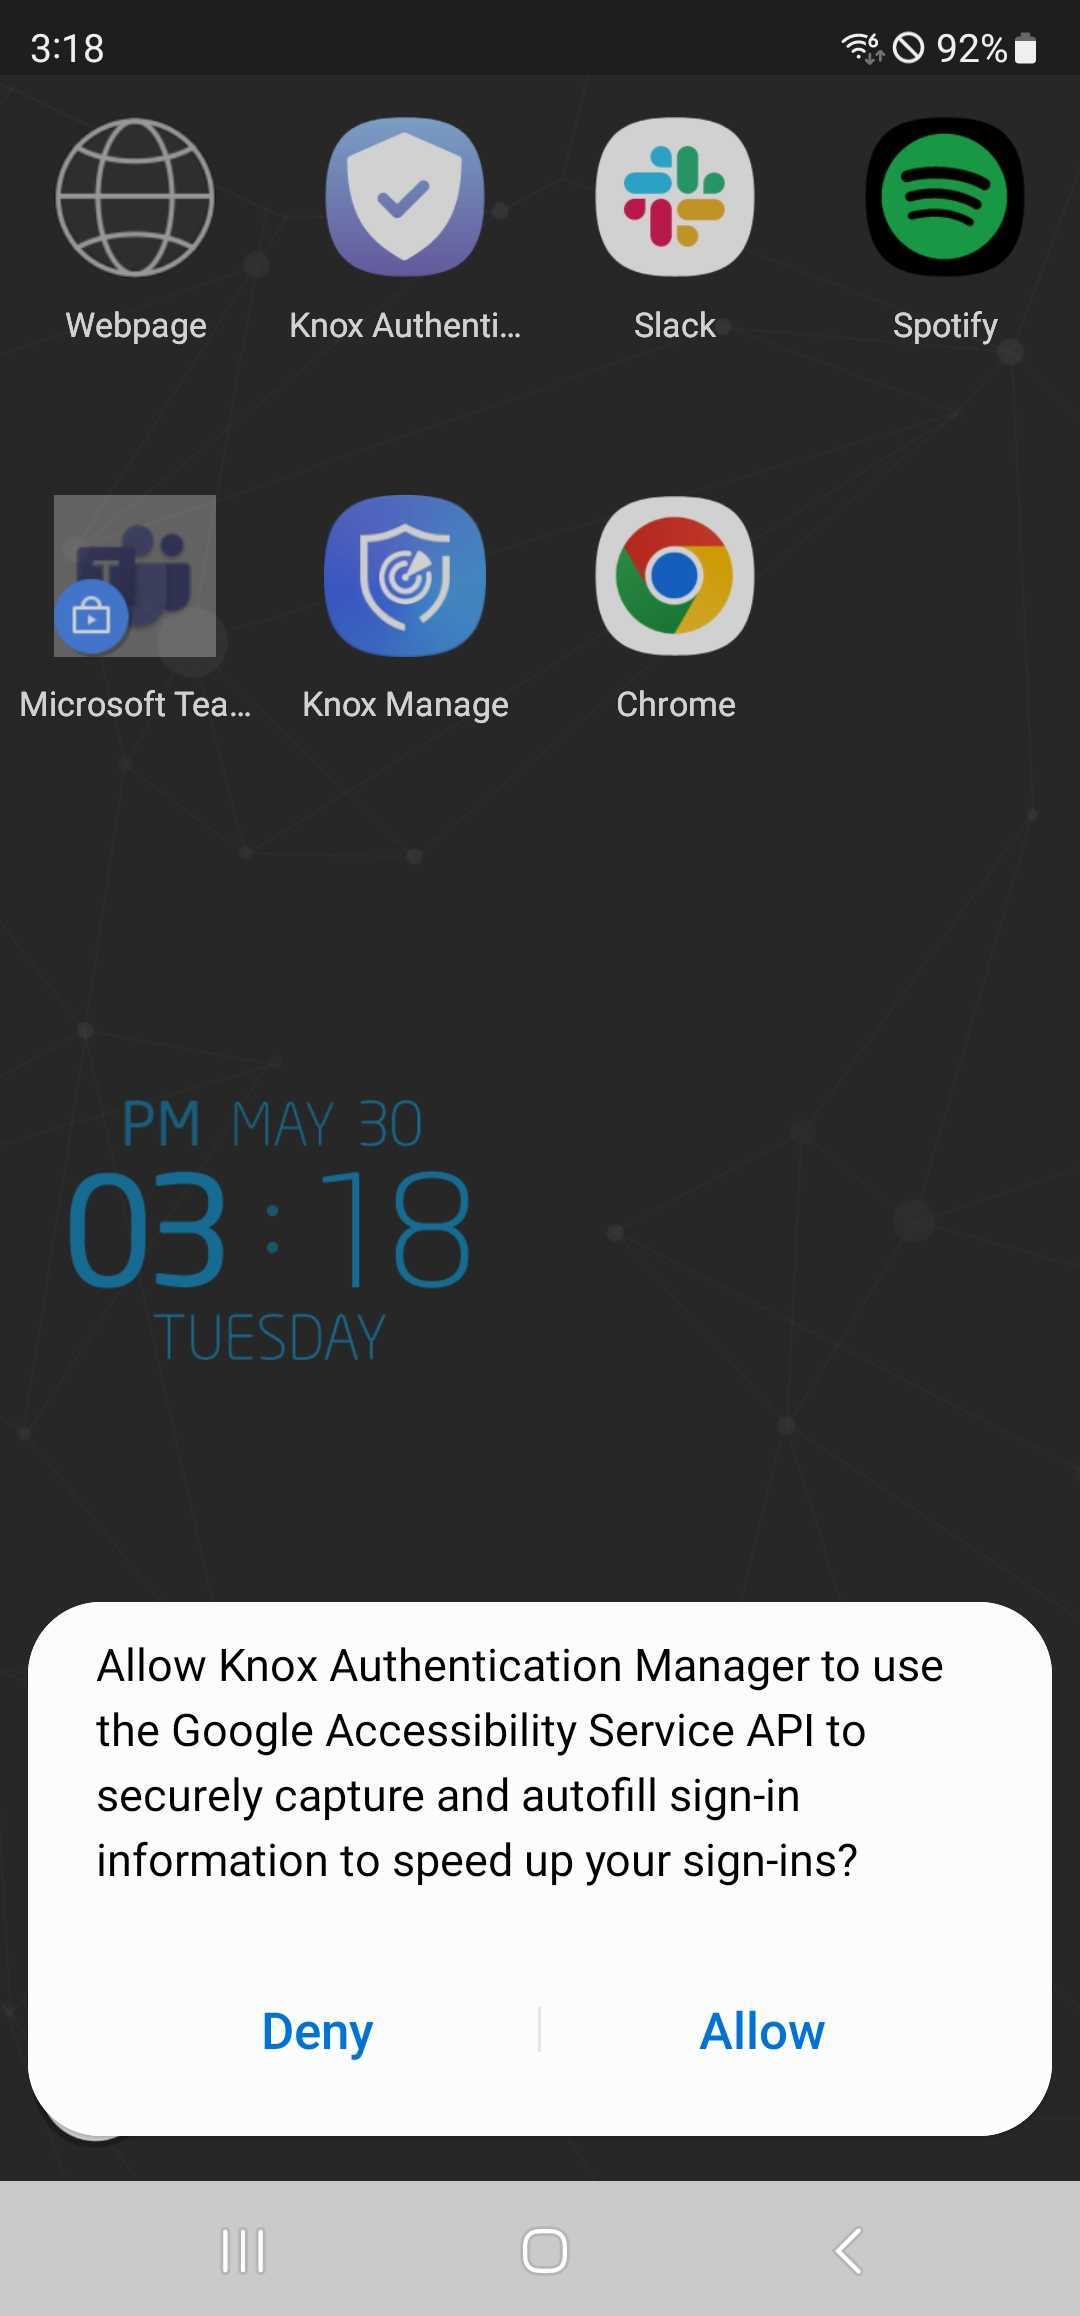 3:18
6 92%
Webpage
Knox Authenti...
Slack
Spotify
T
Microsoft Tea...
Knox Manage
Chrome
PM MAY 30
03:18
TUESDAY
Allow Knox Authentication Manager to use
the Google Accessibility Service API to
securely capture and autofill sign-in
information to speed up your sign-ins?
Deny
Allow